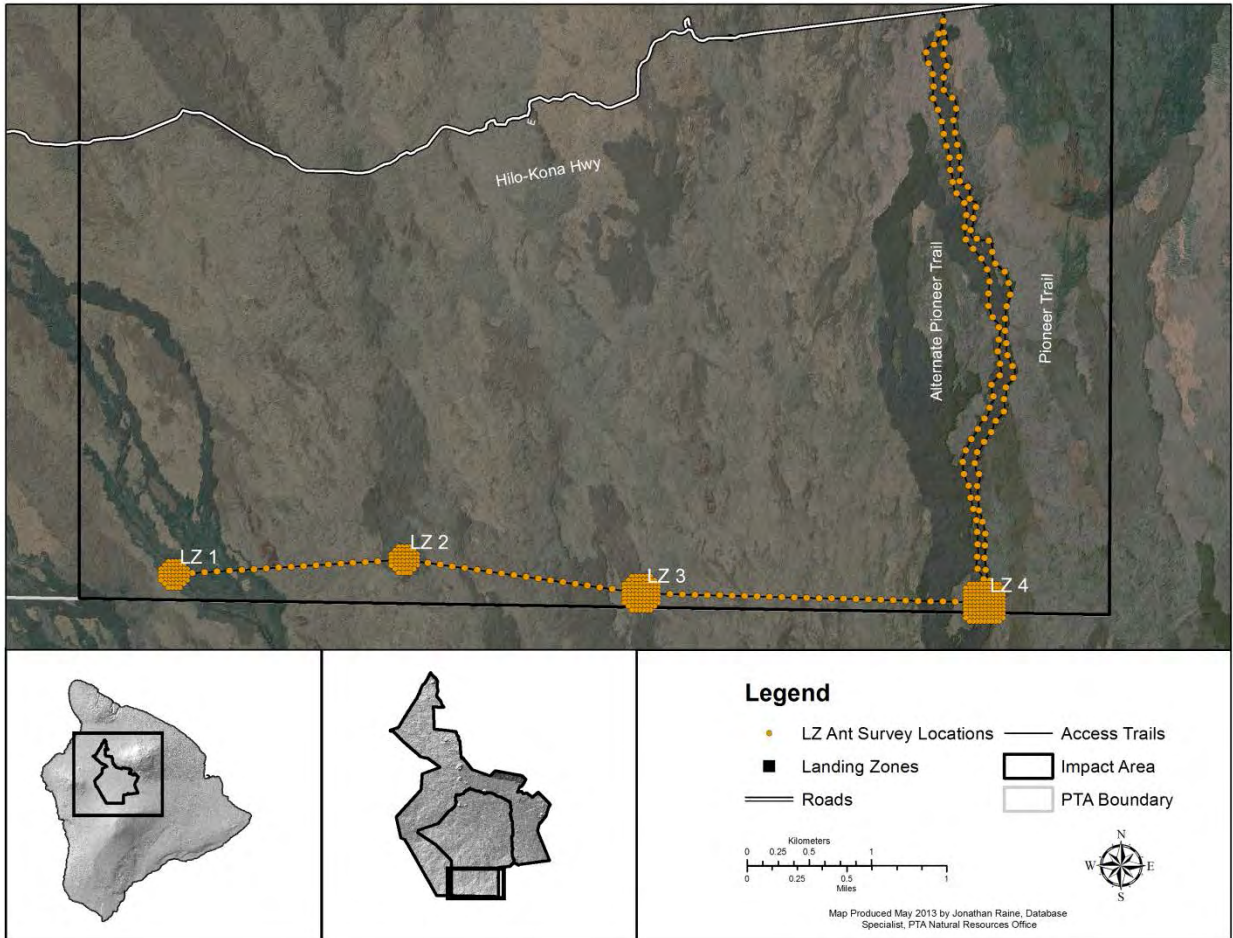 Hilo-Kona Hwy
Alternate Pioneer Trail
Pioneer Trail
LZ 1
LZ 2
LZ 3
LZ 4
Legend
LZ Ant Survey Locations
Landing Zones
Roads
Access Trails
Impact Area
PTA Boundary
Kilometers
0 0.25 0.5 1
0 0.25 0.5 1
Miles
N
W E
S
Map Produced May 2013 by Jonathan Raine, Database
Specialist, PTA Natural Resources Office